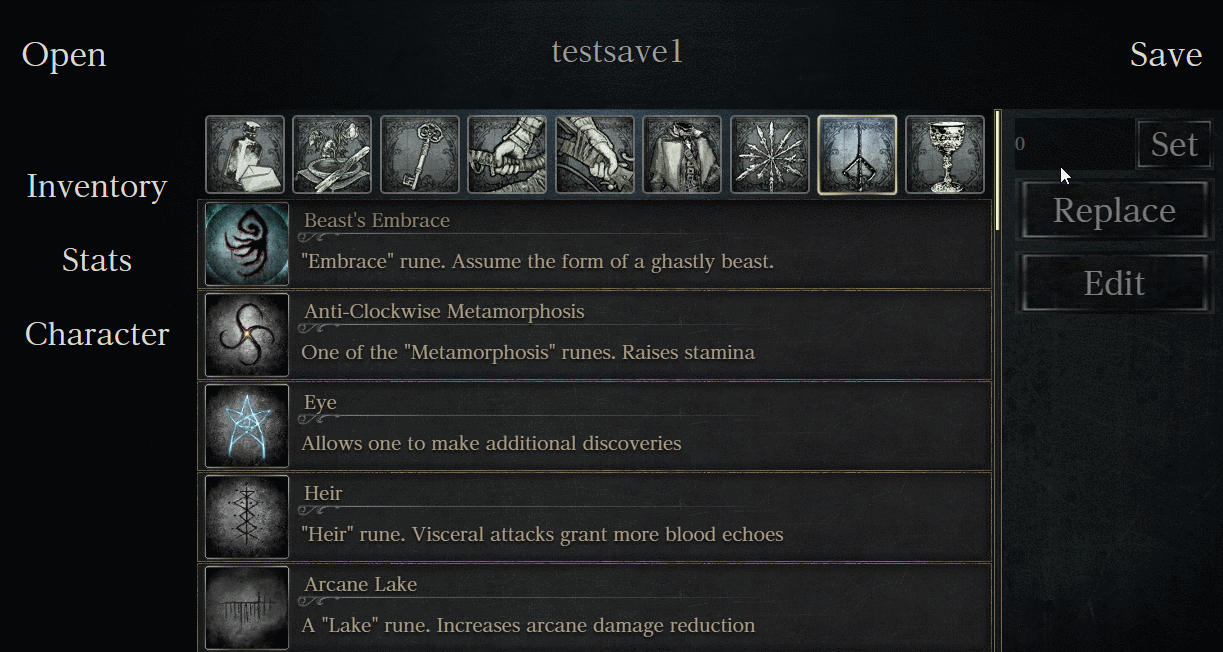 Open
testsave1
Save
Inventory
Stats
Character
0
Set
Replace
Edit
Beast's Embrace
"Embrace" rune. Assume the form of a ghastly beast.
Anti-Clockwise Metamorphosis
One of the "Metamorphosis" runes. Raises stamina
Eye
Allows one to make additional discoveries
Heir
"Heir" rune. Visceral attacks grant more blood echoes
Arcane Lake
A "Lake" rune. Increases arcane damage reduction